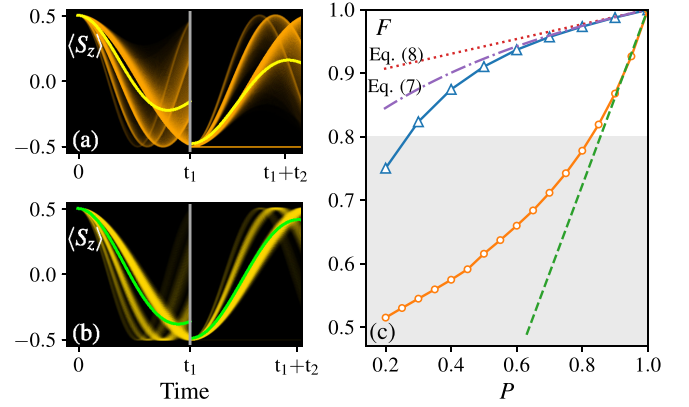 0.5
0.0
−0.5
⟨S_z⟩
(a)
0
t₁
t₁+t₂
0.5
0.0
−0.5
⟨S_z⟩
(b)
0
t₁
t₁+t₂
Time
1.0
0.9
0.8
0.7
0.6
0.5
F
Eq. (8)
Eq. (7)
(c)
0.2
0.4
0.6
0.8
1.0
P